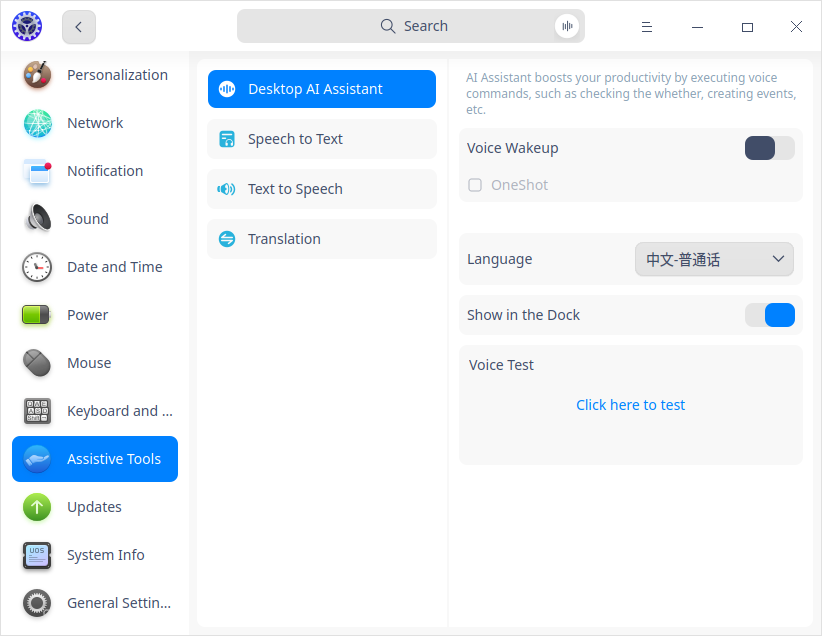 Search
Personalization
Network
Notification
Sound
Date and Time
Power
Mouse
Keyboard and ...
Assistive Tools
Updates
UOS
System Info
General Settin...
Desktop AI Assistant
Speech to Text
Text to Speech
Translation
AI Assistant boosts your productivity by executing voice
commands, such as checking the whether, creating events,
etc.
Voice Wakeup
OneShot
Language
中文-普通话
Show in the Dock
Voice Test
Click here to test